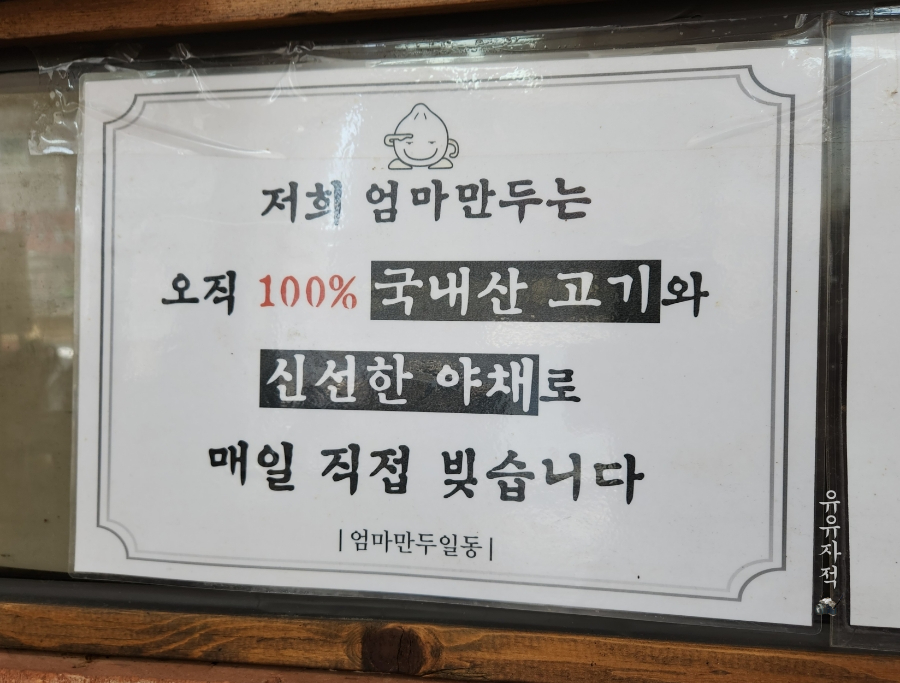 저희 엄마만두는
오직 100% 국내산 고기와
신선한 야채로
매일 직접 빚습니다
|엄마만두일동|
유유자적